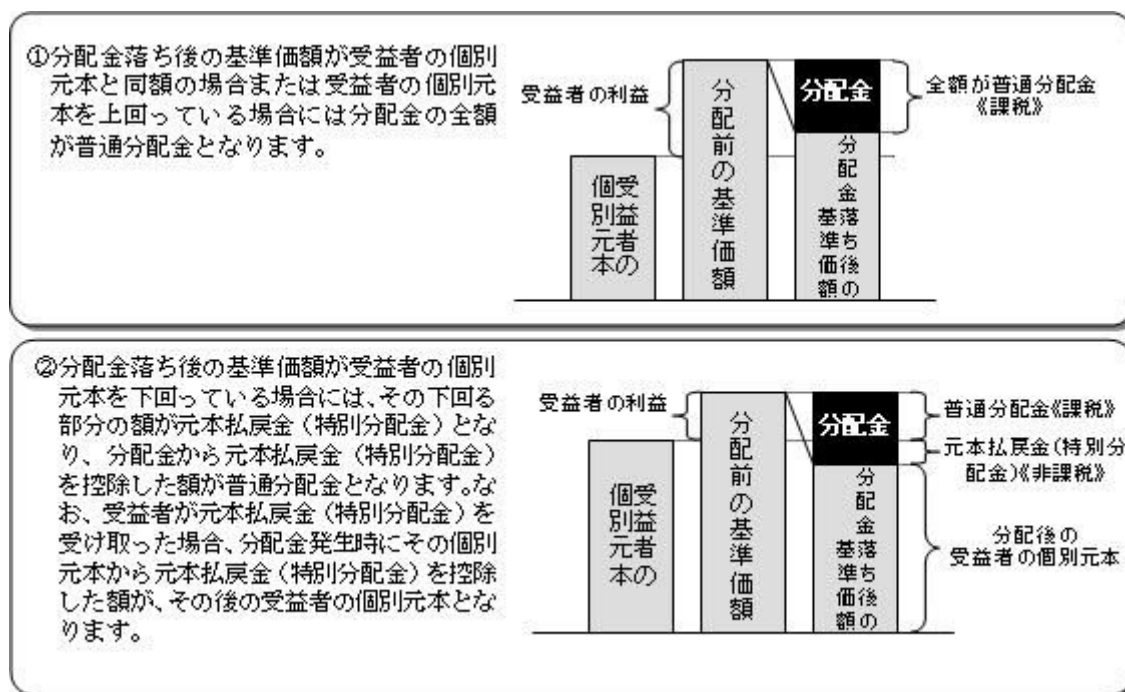 ①分配金落ち後の基準価額が受益者の個別
元本と同額の場合または受益者の個別元
本を上回っている場合には分配金の全額
が普通分配金となります。
受益者の利益
受益者の
個別元本
分配前の基準価額
分配金
分配金落ち後の
基準価額
全額が普通分配金
《課税》
②分配金落ち後の基準価額が受益者の個別
元本を下回っている場合には、その下回る
部分の額が元本払戻金（特別分配金）とな
り、分配金から元本払戻金（特別分配金）
を控除した額が普通分配金となります。な
お、受益者が元本払戻金（特別分配金）を
受け取った場合、分配金発生時にその個別
元本から元本払戻金（特別分配金）を控除
した額が、その後の受益者の個別元本とな
ります。
受益者の利益
受益者の
個別元本
分配前の基準価額
分配金
分配金落ち後の
基準価額
普通分配金《課税》
元本払戻金（特別分
配金）《非課税》
分配後の
受益者の個別元本